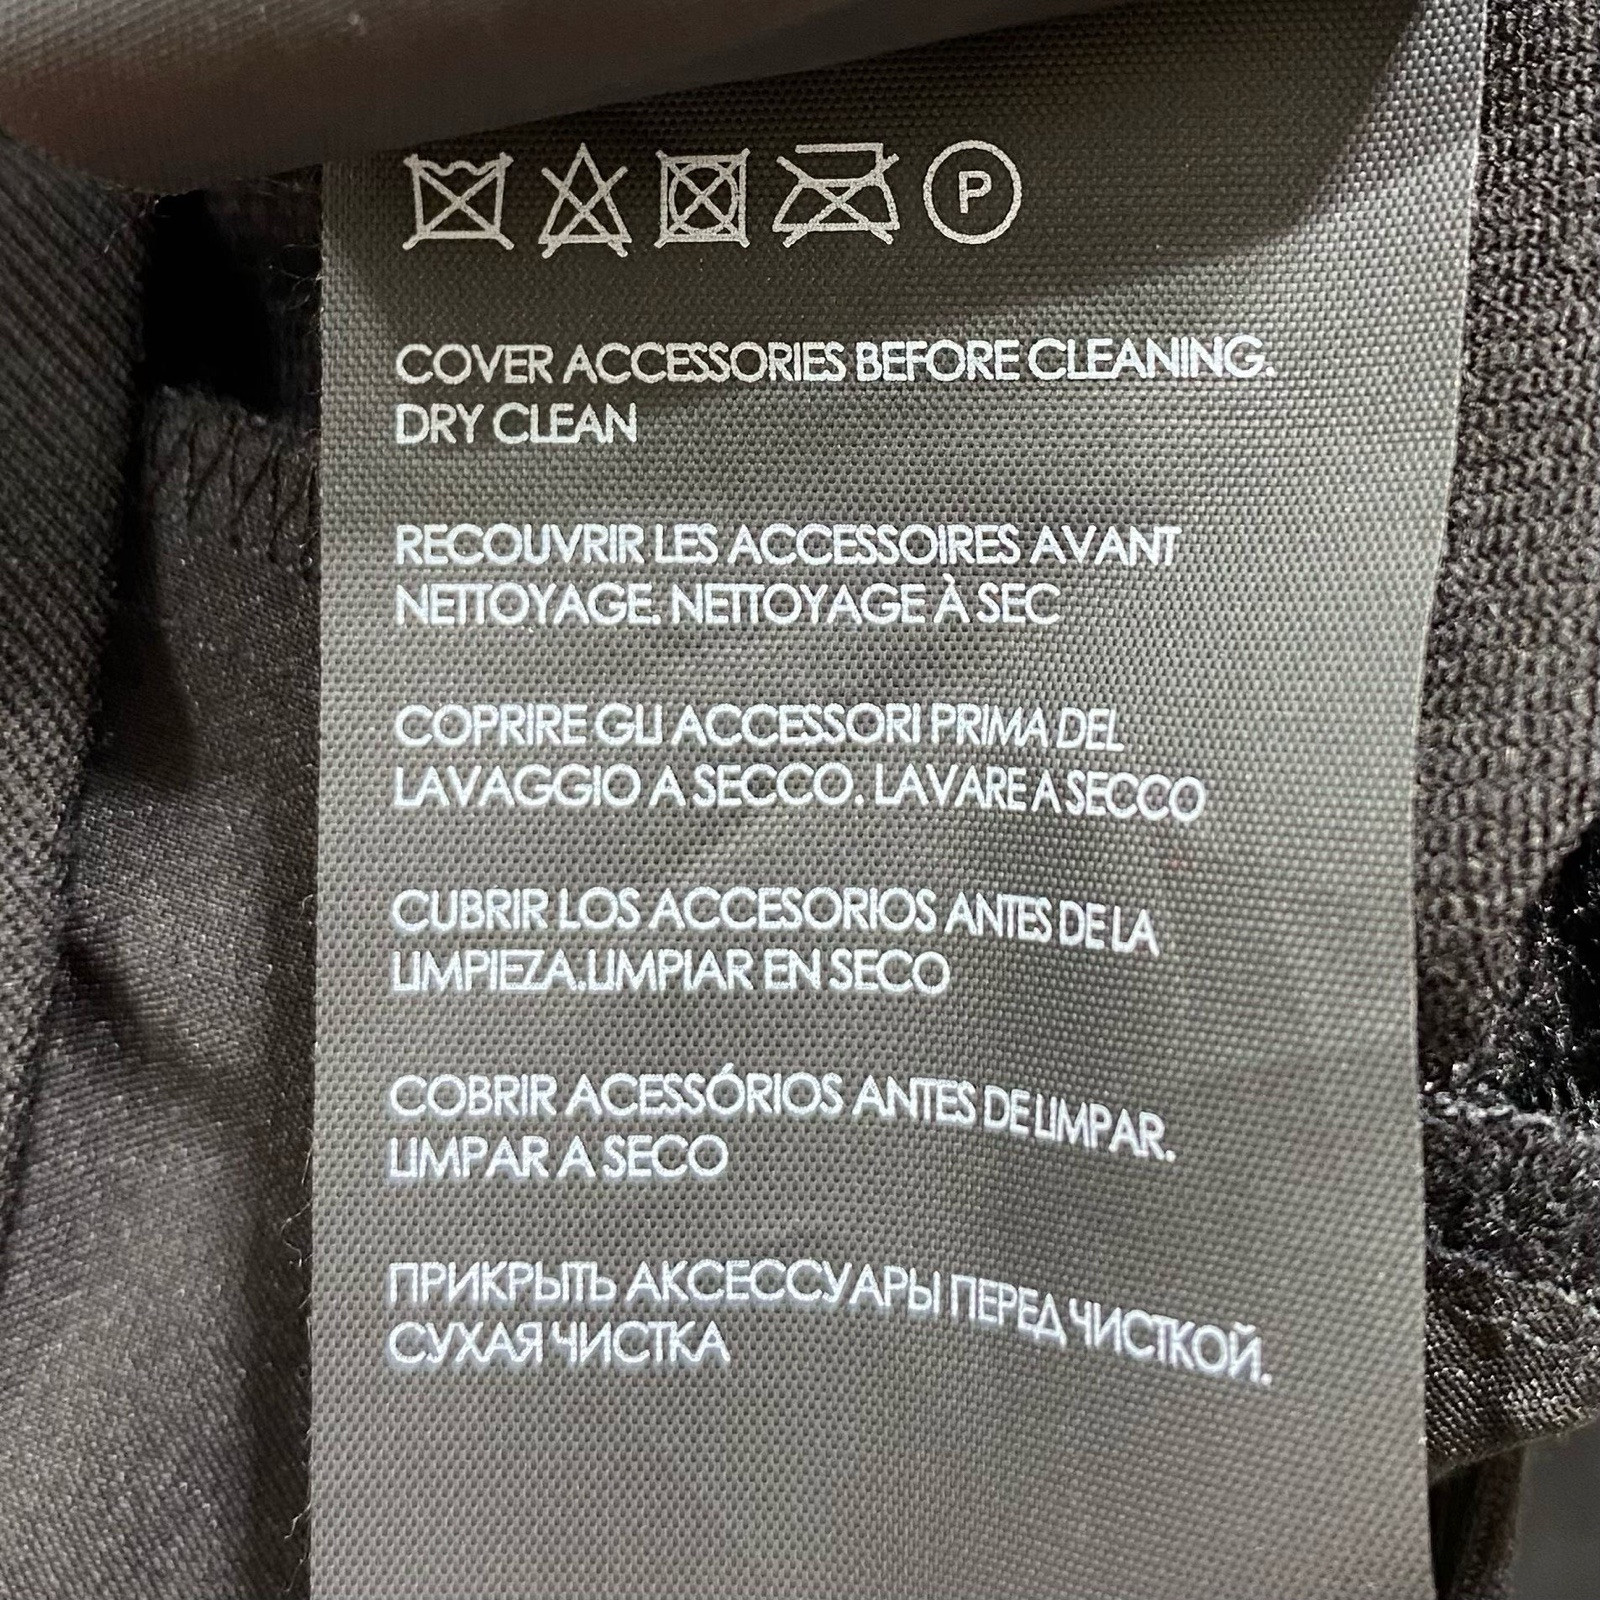 P
COVER ACCESSORIES BEFORE CLEANING.
DRY CLEAN
RECOUVRIR LES ACCESSOIRES AVANT
NETTOYAGE. NETTOYAGE À SEC
COPRIRE GLI ACCESSORI PRIMA DEL
LAVAGGIO A SECCO. LAVARE A SECCO
CUBRIR LOS ACCESORIOS ANTES DE LA
LIMPIEZA.LIMPIAR EN SECO
COBRIR ACESSÓRIOS ANTES DE LIMPAR.
LIMPAR A SECO
ПРИКРЫТЬ АКСЕССУАРЫ ПЕРЕД ЧИСТКОЙ.
СУХАЯ ЧИСТКА